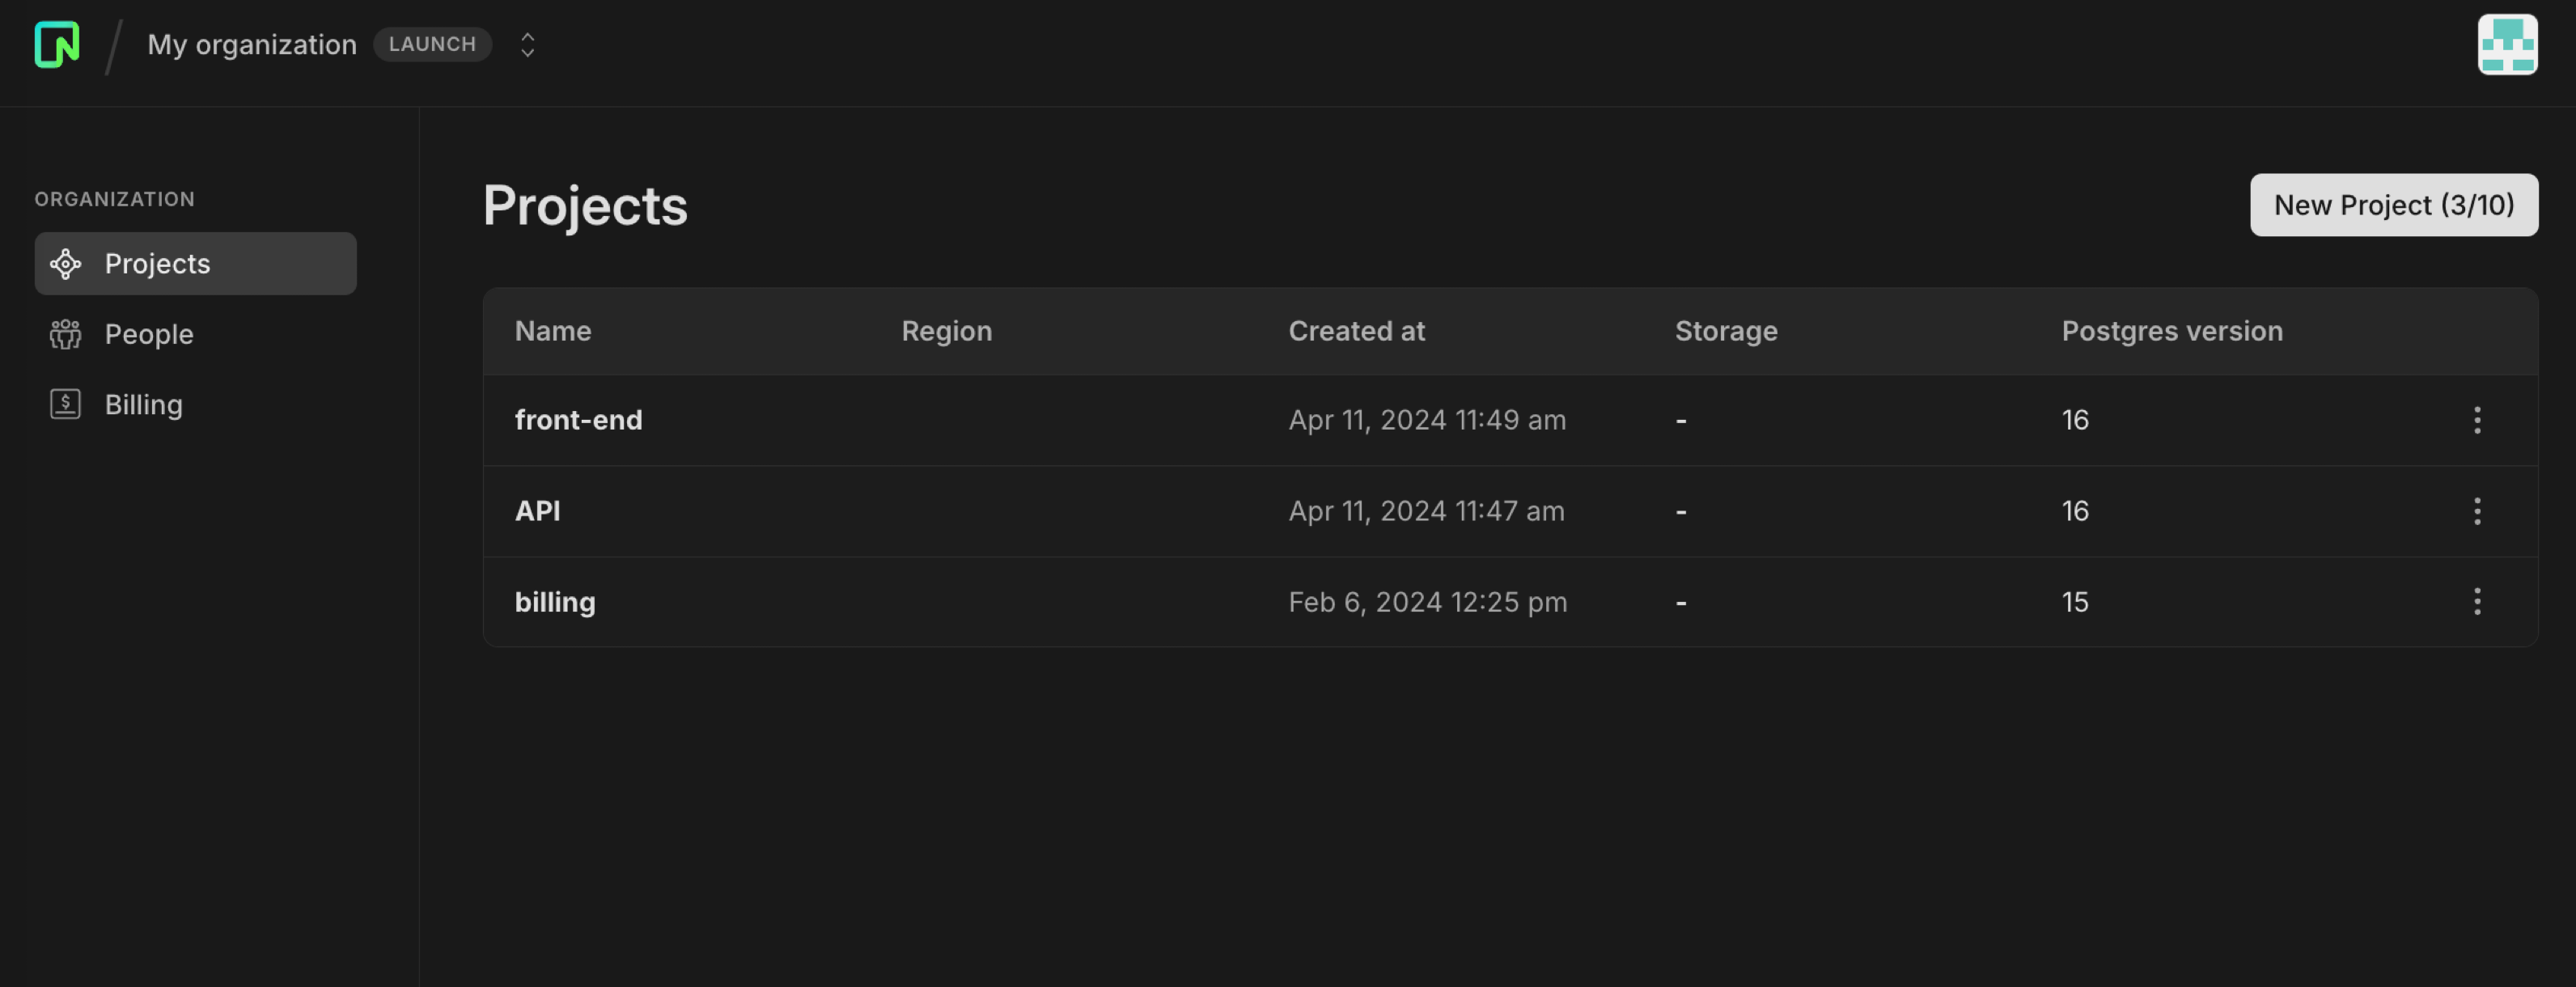 My organization LAUNCH
ORGANIZATION
Projects
People
Billing
Projects
New Project (3/10)
Name Region Created at Storage Postgres version
front-end Apr 11, 2024 11:49 am - 16
API Apr 11, 2024 11:47 am - 16
billing Feb 6, 2024 12:25 pm - 15